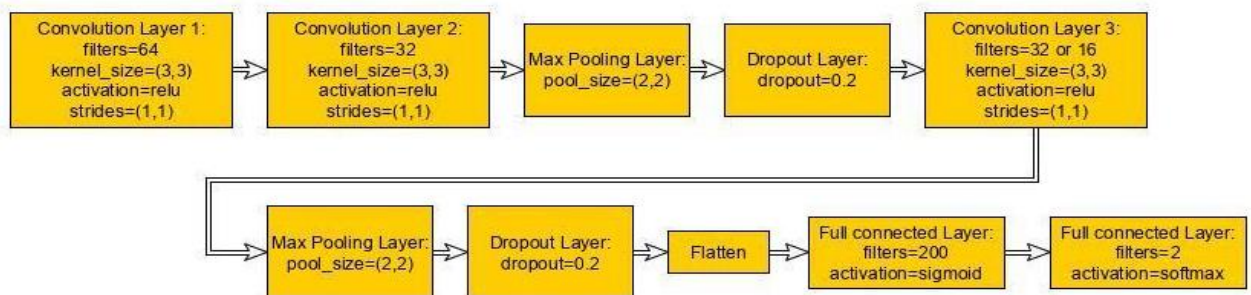 Convolution Layer 1:
filters=64
kernel_size=(3,3)
activation=relu
strides=(1,1)
Convolution Layer 2:
filters=32
kernel_size=(3,3)
activation=relu
strides=(1,1)
Max Pooling Layer:
pool_size=(2,2)
Dropout Layer:
dropout=0.2
Convolution Layer 3:
filters=32 or 16
kernel_size=(3,3)
activation=relu
strides=(1,1)
Max Pooling Layer:
pool_size=(2,2)
Dropout Layer:
dropout=0.2
Flatten
Full connected Layer:
filters=200
activation=sigmoid
Full connected Layer:
filters=2
activation=softmax